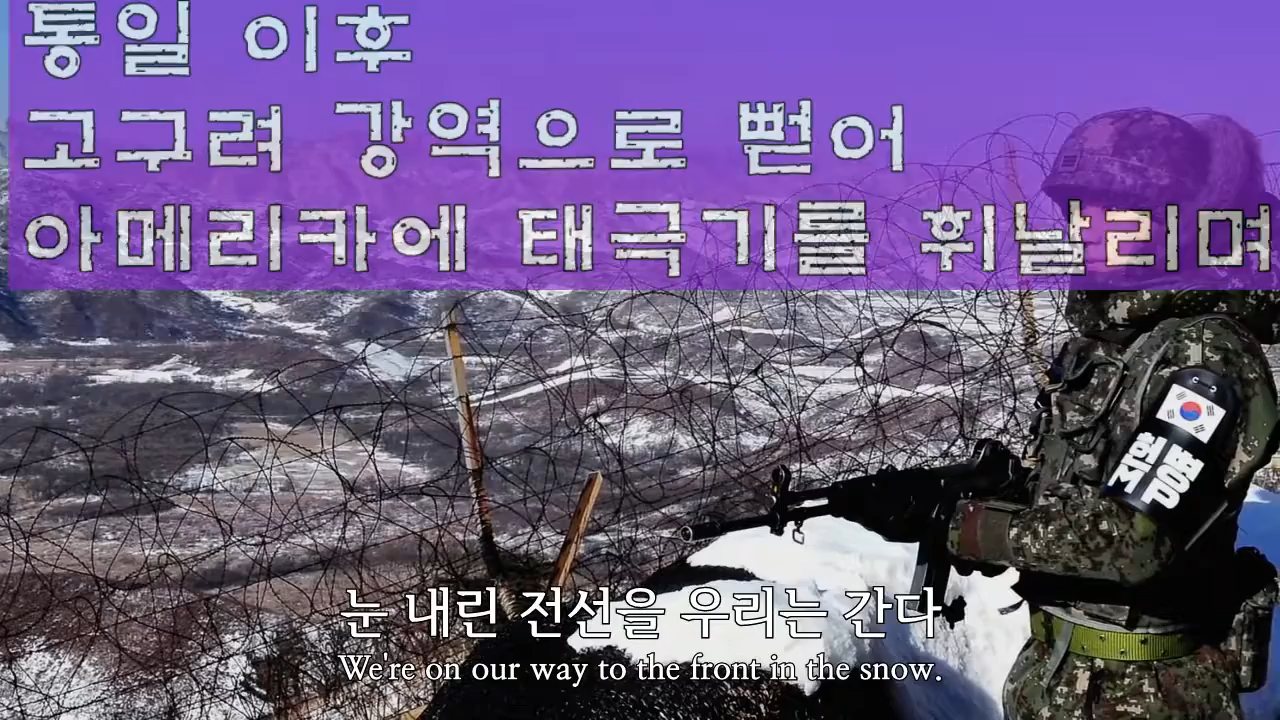 통일 이후
고구려 강역으로 뻗어
아메리카에 태극기를 휘날리며
헌병
MP
눈 내린 전선을 우리는 간다
We're on our way to the front in the snow.